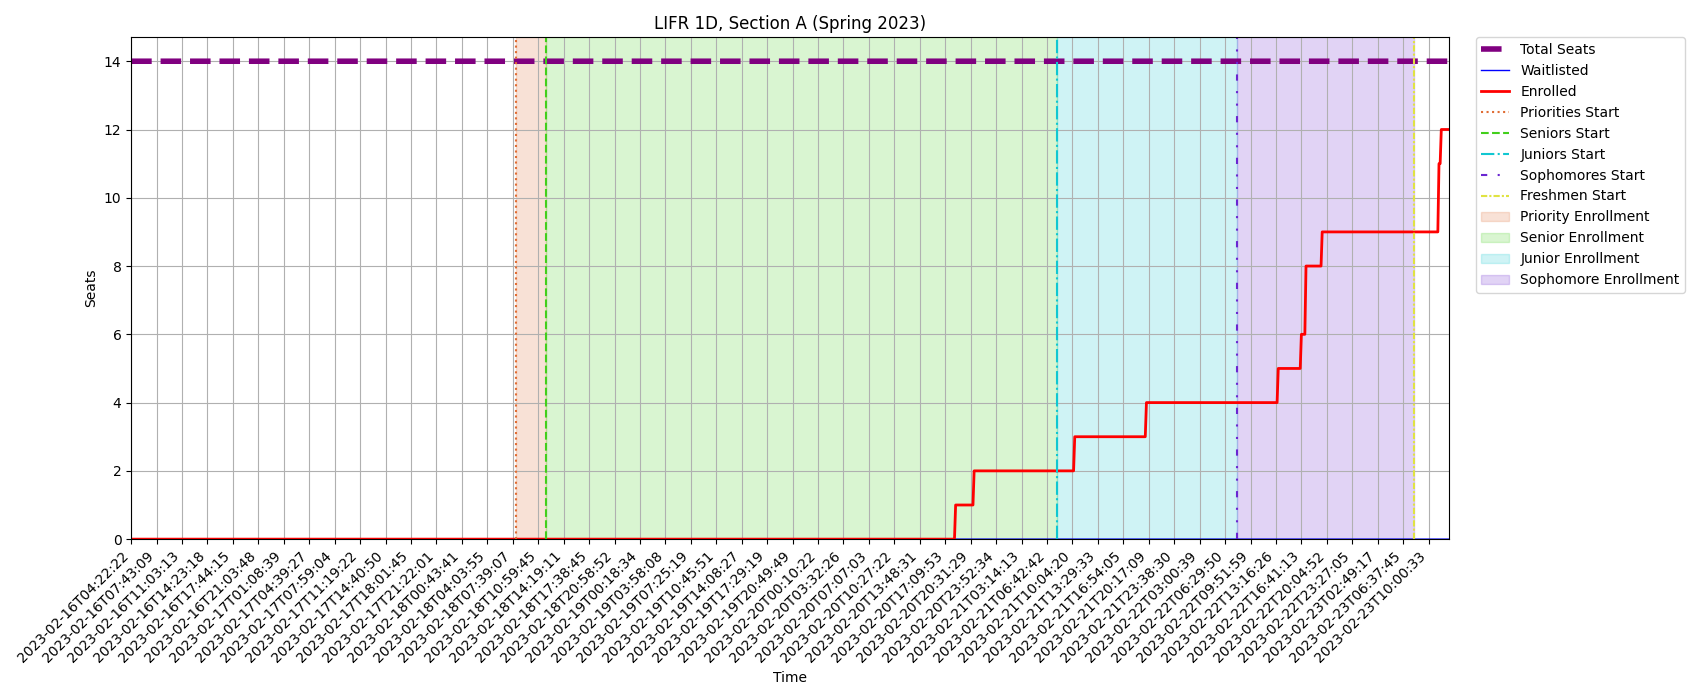 LIFR 1D, Section A (Spring 2023)
Seats
14
12
10
8
6
4
2
0
2023-02-16T04:22:22
2023-02-16T07:43:09
2023-02-16T11:03:13
2023-02-16T14:23:18
2023-02-16T17:44:15
2023-02-16T21:03:48
2023-02-17T01:08:39
2023-02-17T04:39:27
2023-02-17T07:59:04
2023-02-17T11:19:22
2023-02-17T14:40:50
2023-02-17T18:01:45
2023-02-17T21:22:01
2023-02-18T00:43:41
2023-02-18T04:03:55
2023-02-18T07:39:07
2023-02-18T10:59:45
2023-02-18T14:19:11
2023-02-18T17:38:45
2023-02-18T20:58:52
2023-02-19T00:18:34
2023-02-19T03:58:08
2023-02-19T07:25:19
2023-02-19T10:45:51
2023-02-19T14:08:27
2023-02-19T17:29:19
2023-02-19T20:49:49
2023-02-20T00:10:22
2023-02-20T03:32:26
2023-02-20T07:07:03
2023-02-20T10:27:22
2023-02-20T13:48:31
2023-02-20T17:09:53
2023-02-20T20:31:29
2023-02-20T23:52:34
2023-02-21T03:14:13
2023-02-21T06:42:42
2023-02-21T10:04:20
2023-02-21T13:29:33
2023-02-21T16:54:05
2023-02-21T20:17:09
2023-02-21T23:38:30
2023-02-22T03:00:39
2023-02-22T06:29:50
2023-02-22T09:51:59
2023-02-22T13:16:26
2023-02-22T16:41:13
2023-02-22T20:04:52
2023-02-22T23:27:05
2023-02-23T02:49:17
2023-02-23T06:37:45
2023-02-23T10:00:33
Time
Total Seats
Waitlisted
Enrolled
Priorities Start
Seniors Start
Juniors Start
Sophomores Start
Freshmen Start
Priority Enrollment
Senior Enrollment
Junior Enrollment
Sophomore Enrollment